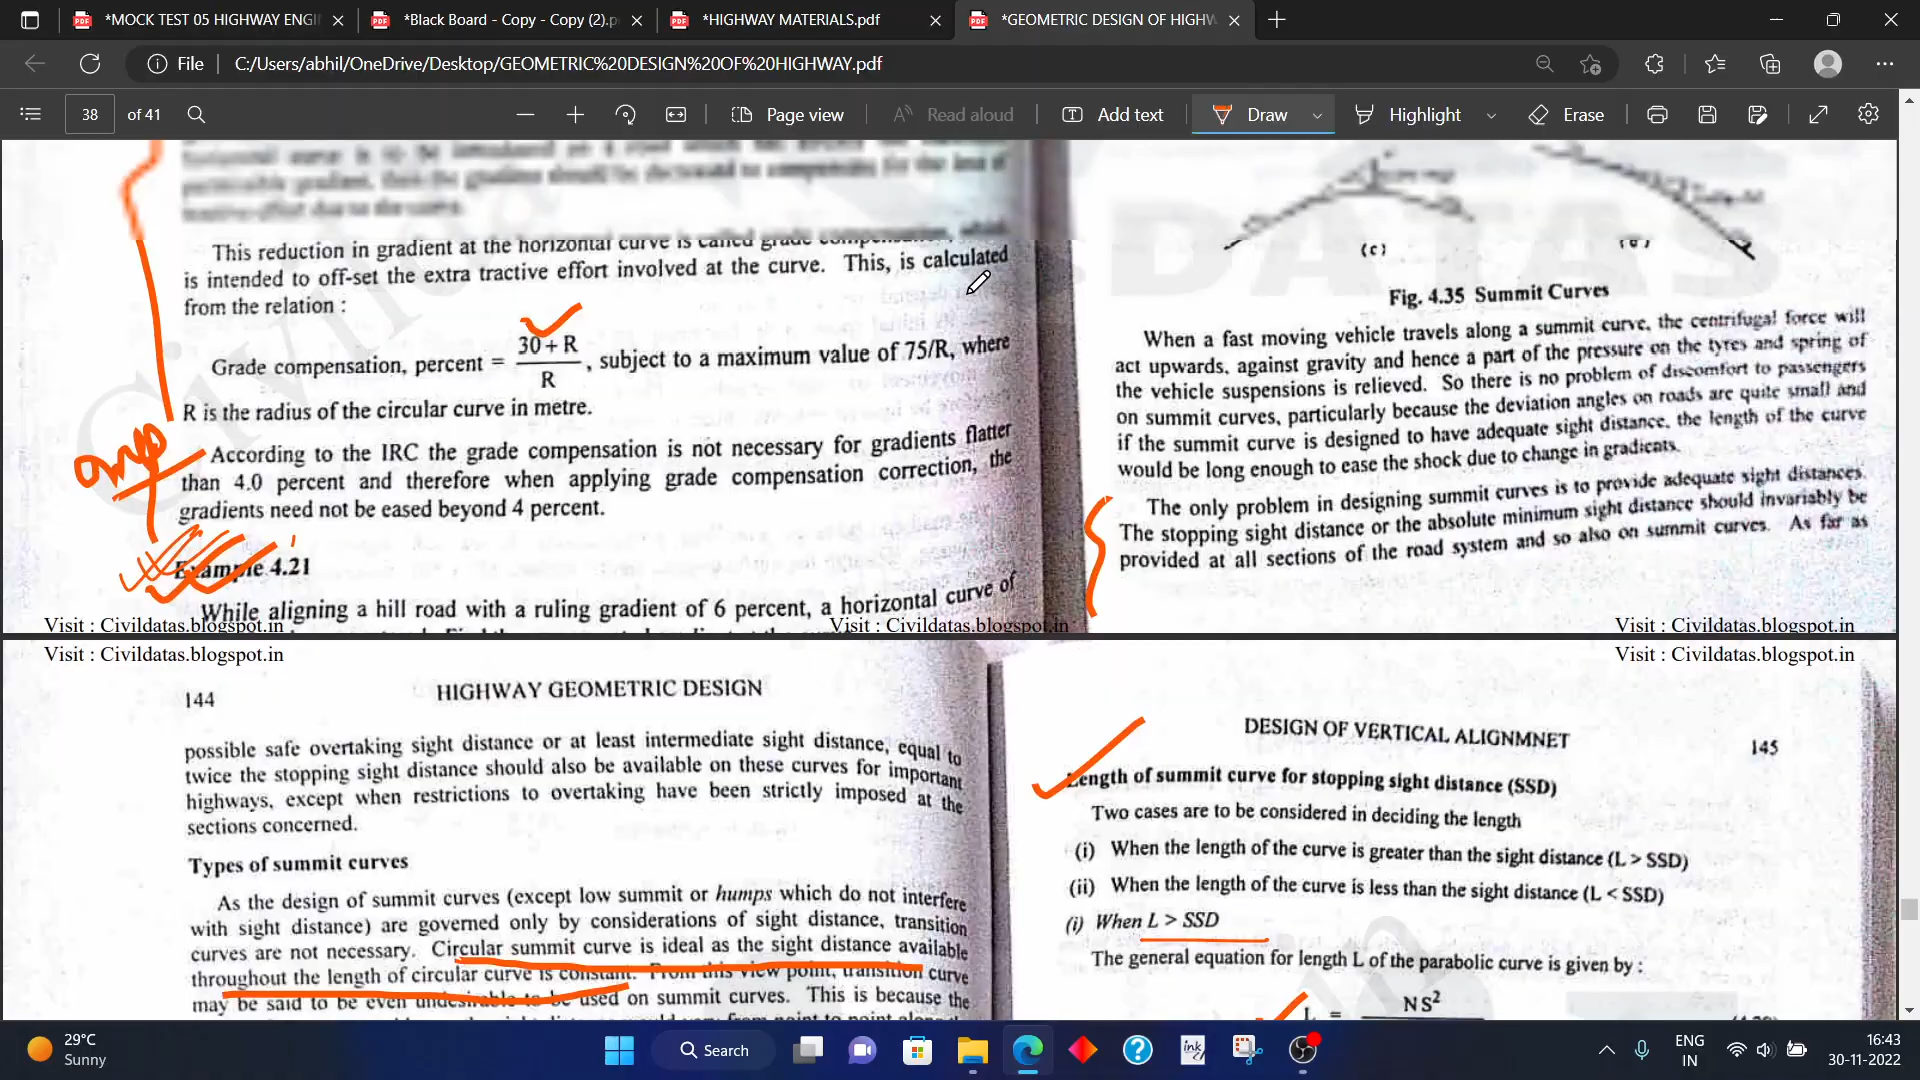 *MOCK TEST 05 HIGHWAY ENGI
*Black Board - Copy - Copy (2).p
*HIGHWAY MATERIALS.pdf
*GEOMETRIC DESIGN OF HIGHW
File
C:/Users/abhil/OneDrive/Desktop/GEOMETRIC%20DESIGN%20OF%20HIGHWAY.pdf
38 of 41
Page view
Read aloud
Add text
Draw
Highlight
Erase
permissible gradient, then the gradient should be decreased to compensate for the loss of
tractive effort due to the curve.
This reduction in gradient at the horizontal curve is called grade compensation, which
is intended to off-set the extra tractive effort involved at the curve. This, is calculated
from the relation :
Grade compensation, percent = 30 + R / R , subject to a maximum value of 75/R, where
R is the radius of the circular curve in metre.
According to the IRC the grade compensation is not necessary for gradients flatter
than 4.0 percent and therefore when applying grade compensation correction, the
gradients need not be eased beyond 4 percent.
Example 4.21
While aligning a hill road with a ruling gradient of 6 percent, a horizontal curve of
Visit : Civildatas.blogspot.in
Visit : Civildatas.blogspot.in
(c)
Fig. 4.35 Summit Curves
When a fast moving vehicle travels along a summit curve, the centrifugal force will
act upwards, against gravity and hence a part of the pressure on the tyres and spring of
the vehicle suspensions is relieved. So there is no problem of discomfort to passengers
on summit curves, particularly because the deviation angles on roads are quite small and
if the summit curve is designed to have adequate sight distance, the length of the curve
would be long enough to ease the shock due to change in gradients.
The only problem in designing summit curves is to provide adequate sight distances.
The stopping sight distance or the absolute minimum sight distance should invariably be
provided at all sections of the road system and so also on summit curves. As far as
Visit : Civildatas.blogspot.in
Visit : Civildatas.blogspot.in
144
HIGHWAY GEOMETRIC DESIGN
possible safe overtaking sight distance or at least intermediate sight distance, equal to
twice the stopping sight distance should also be available on these curves for important
highways, except when restrictions to overtaking have been strictly imposed at the
sections concerned.
Types of summit curves
As the design of summit curves (except low summit or humps which do not interfere
with sight distance) are governed only by considerations of sight distance, transition
curves are not necessary. Circular summit curve is ideal as the sight distance available
throughout the length of circular curve is constant. From this view point, transition curve
may be said to be even undesirable to be used on summit curves. This is because the
Visit : Civildatas.blogspot.in
DESIGN OF VERTICAL ALIGNMNET
145
Length of summit curve for stopping sight distance (SSD)
Two cases are to be considered in deciding the length
(i) When the length of the curve is greater than the sight distance (L > SSD)
(ii) When the length of the curve is less than the sight distance (L < SSD)
(i) When L > SSD
The general equation for length L of the parabolic curve is given by :
L = NS²
29°C
Sunny
Search
ENG
IN
16:43
30-11-2022